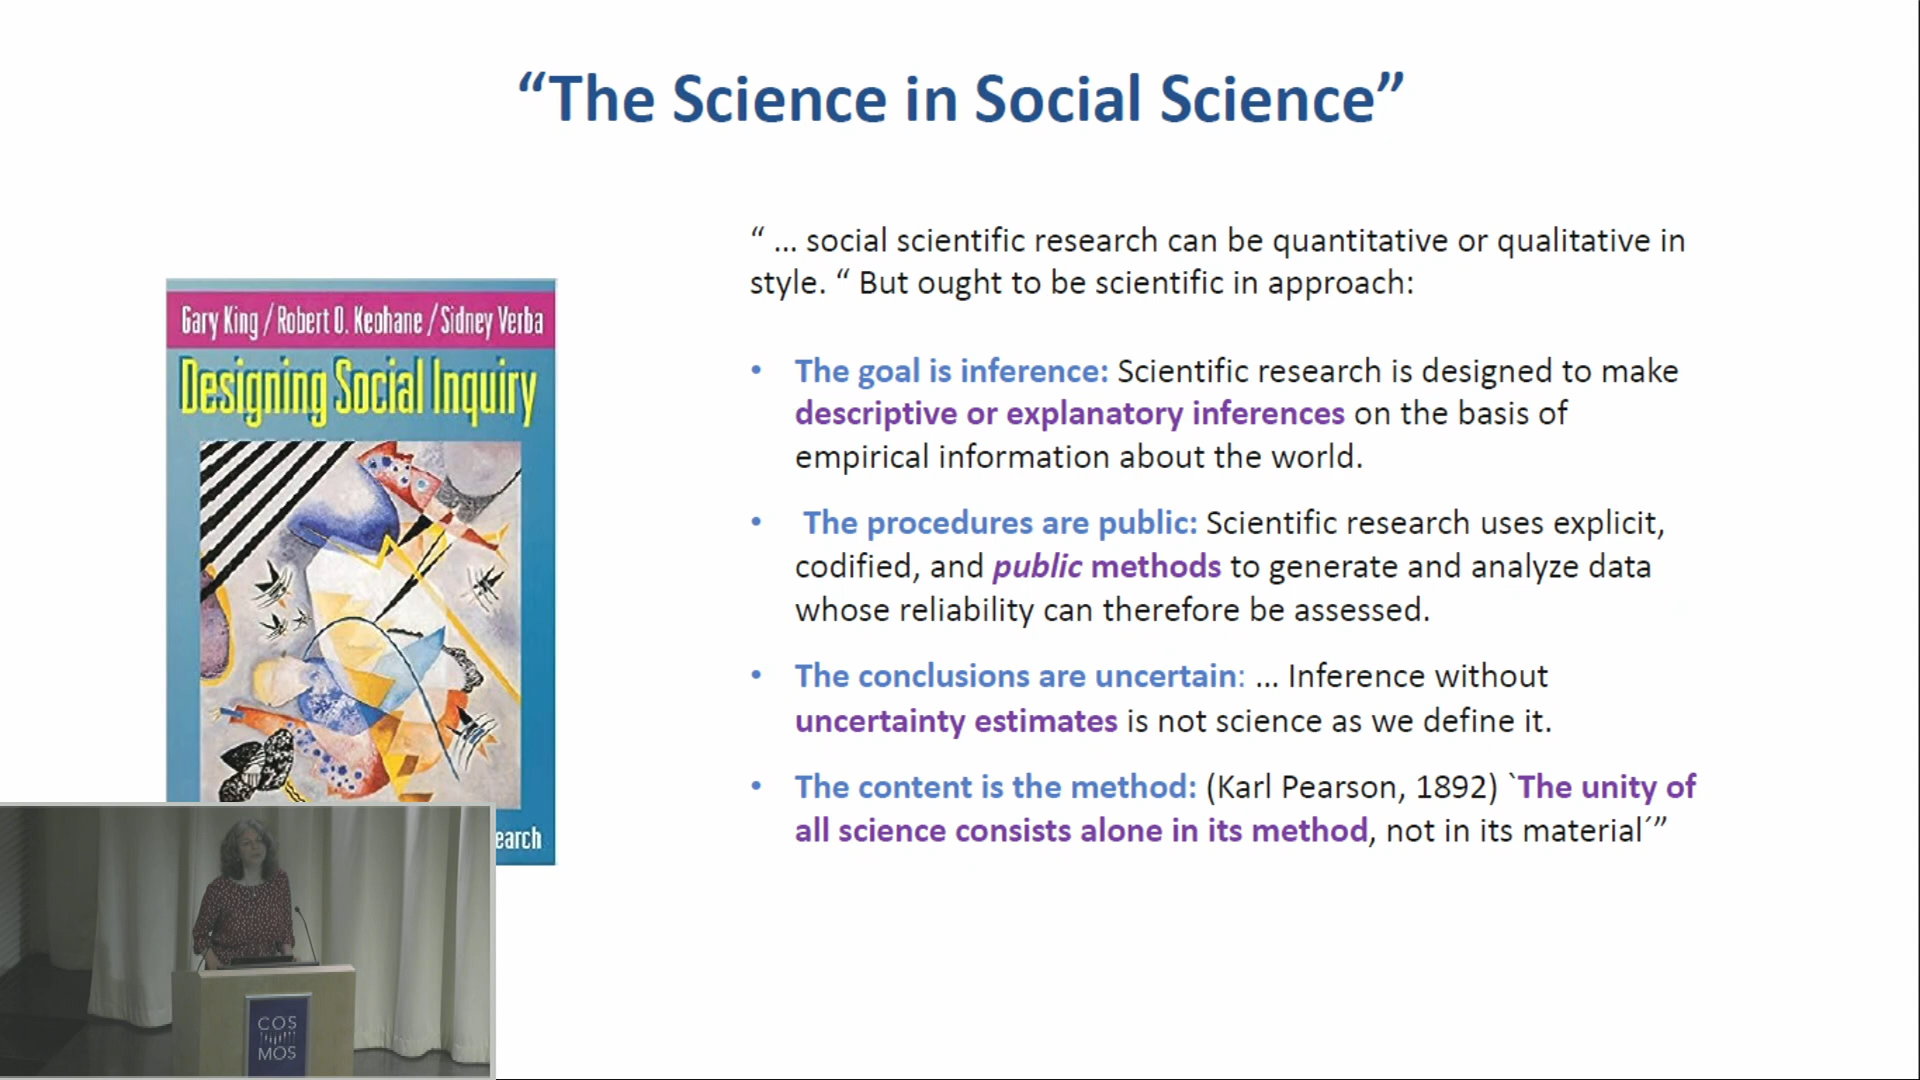 “The Science in Social Science”
“ ... social scientific research can be quantitative or qualitative in
style. “ But ought to be scientific in approach:
Gary King / Robert O. Keohane / Sidney Verba
Designing Social Inquiry
earch
• The goal is inference: Scientific research is designed to make
descriptive or explanatory inferences on the basis of
empirical information about the world.
• The procedures are public: Scientific research uses explicit,
codified, and public methods to generate and analyze data
whose reliability can therefore be assessed.
• The conclusions are uncertain: ... Inference without
uncertainty estimates is not science as we define it.
• The content is the method: (Karl Pearson, 1892) `The unity of
all science consists alone in its method, not in its material´”
COS
MOS